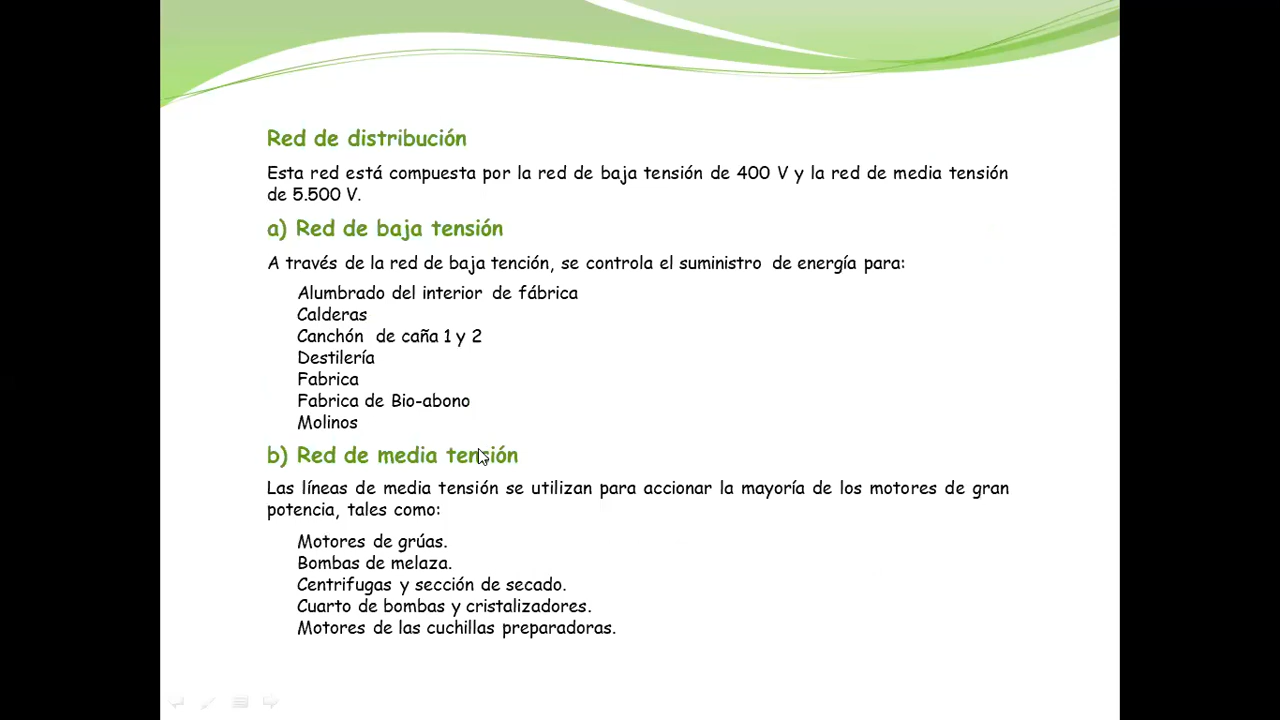 Red de distribución
Esta red está compuesta por la red de baja tensión de 400 V y la red de media tensión
de 5.500 V.
a) Red de baja tensión
A través de la red de baja tención, se controla el suministro de energía para:
Alumbrado del interior de fábrica
Calderas
Canchón de caña 1 y 2
Destilería
Fabrica
Fabrica de Bio-abono
Molinos
b) Red de media tensión
Las líneas de media tensión se utilizan para accionar la mayoría de los motores de gran
potencia, tales como:
Motores de grúas.
Bombas de melaza.
Centrifugas y sección de secado.
Cuarto de bombas y cristalizadores.
Motores de las cuchillas preparadoras.